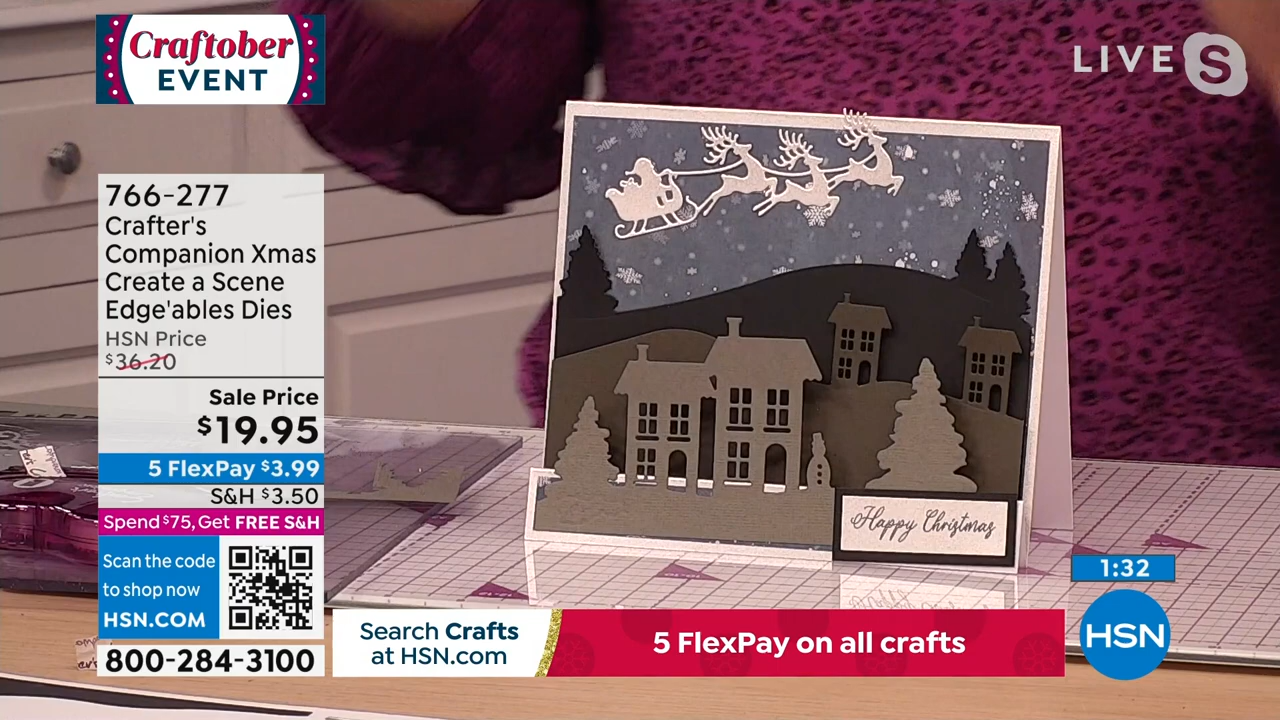 Craftober
EVENT
LIVE S
766-277
Crafter's
Companion Xmas
Create a Scene
Edge'ables Dies
HSN Price
$36.20
Sale Price
$19.95
5 FlexPay $3.99
S&H $3.50
Spend $75, Get FREE S&H
Scan the code
to shop now
HSN.COM
800-284-3100
Happy Christmas
1:32
Search Crafts
at HSN.com
5 FlexPay on all crafts
HSN